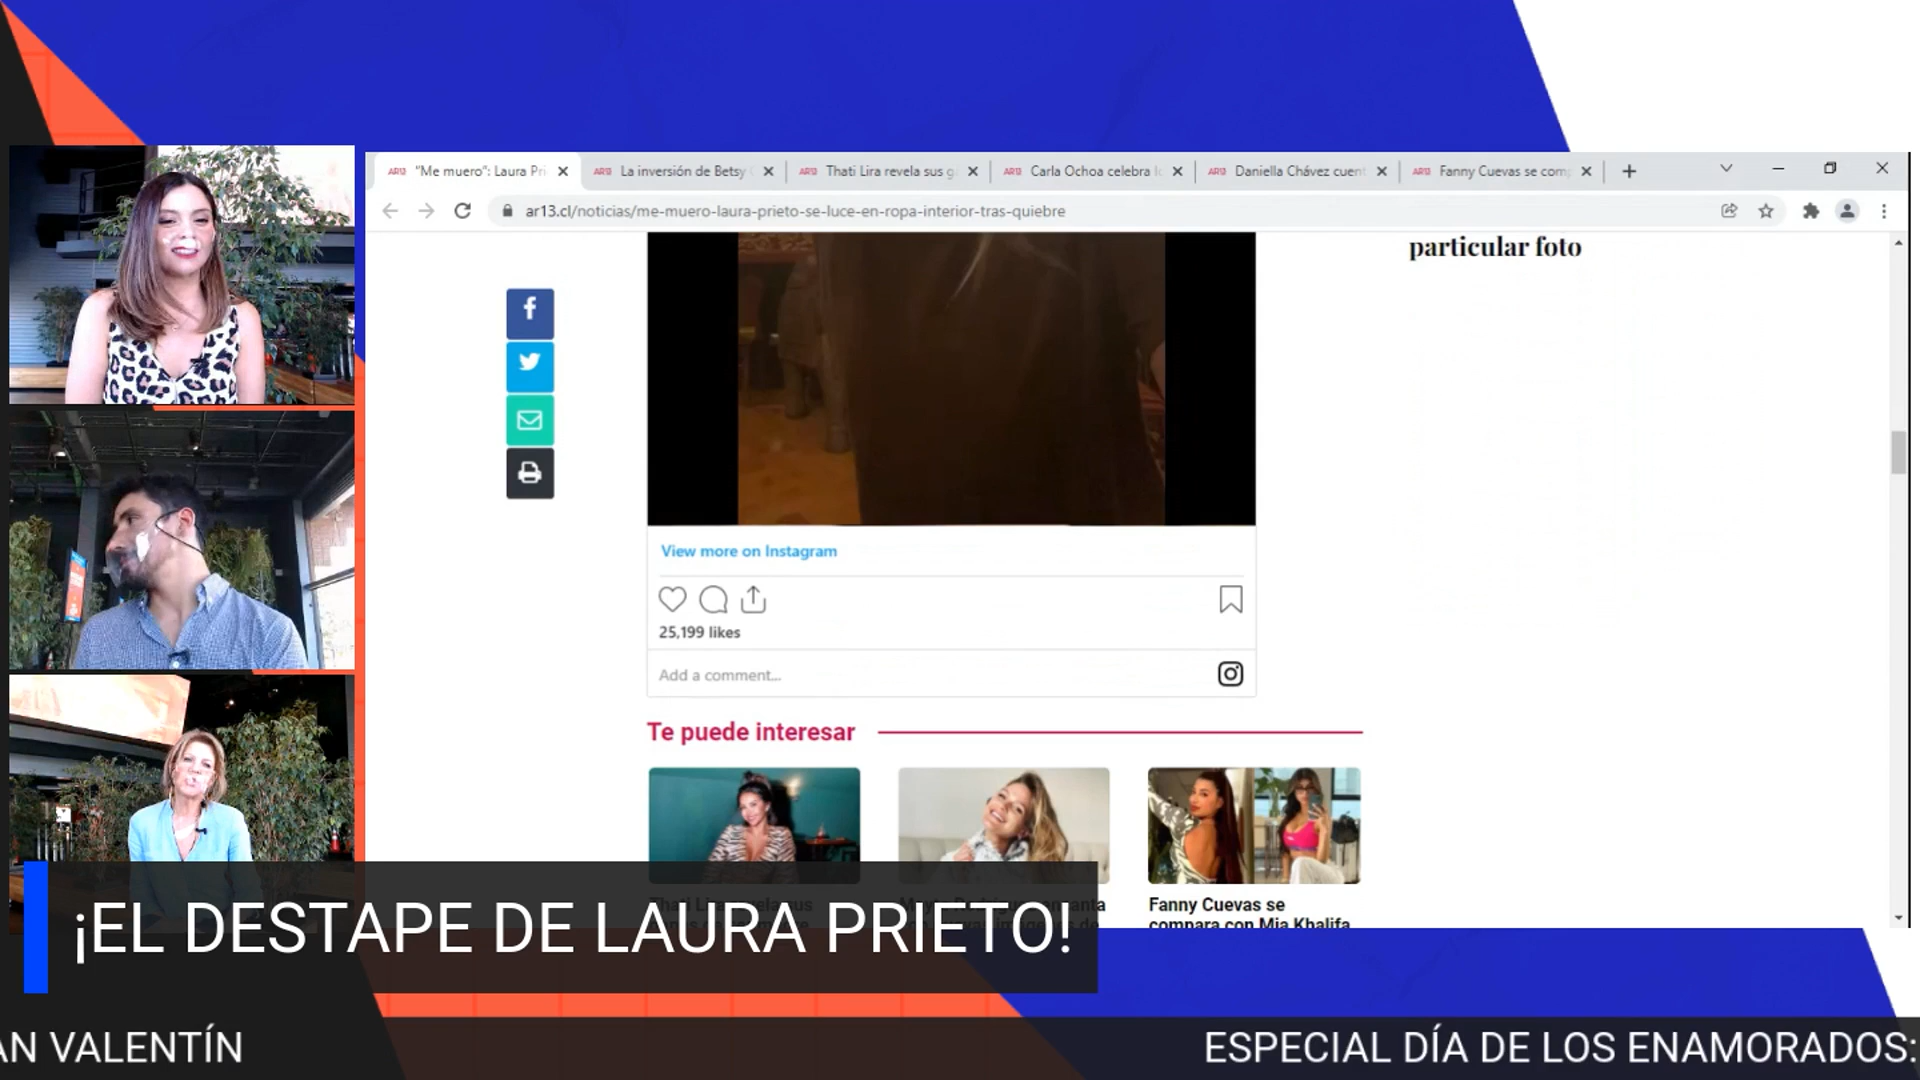 "Me muero": Laura Pri
La inversión de Betsy
Thati Lira revela sus g
Carla Ochoa celebra l
Daniella Chávez cuen
Fanny Cuevas se com
ar13.cl/noticias/me-muero-laura-prieto-se-luce-en-ropa-interior-tras-quiebre
particular foto
View more on Instagram
25,199 likes
Add a comment...
Te puede interesar
Fanny Cuevas se
compara con Mia Khalifa
¡EL DESTAPE DE LAURA PRIETO!
AN VALENTÍN
ESPECIAL DÍA DE LOS ENAMORADOS: